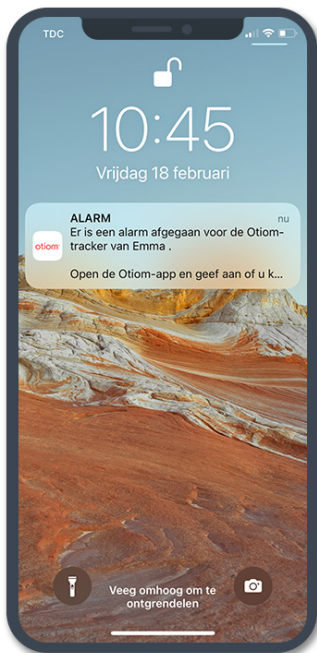 TDC
10:45
Vrijdag 18 februari
ALARM nu
otiom
Er is een alarm afgegaan voor de Otiom-
tracker van Emma .
Open de Otiom-app en geef aan of u k...
Veeg omhoog om te
ontgrendelen